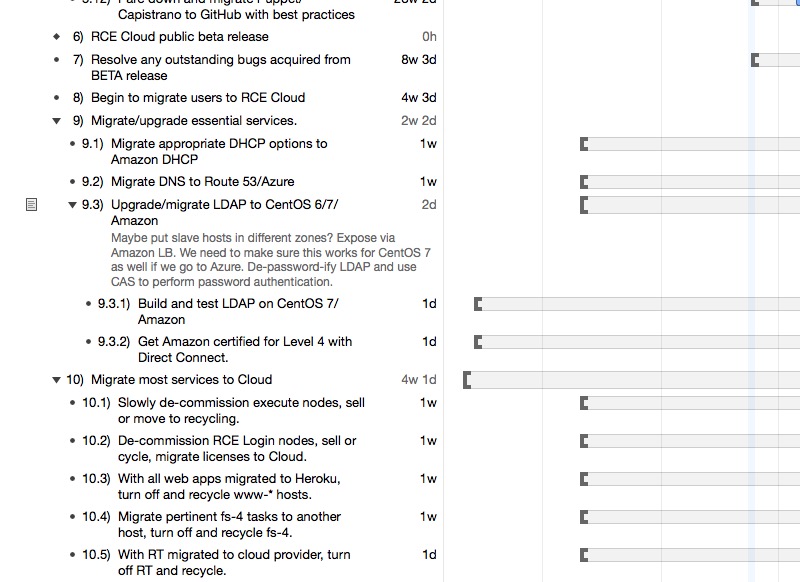 5.12) Pare down and migrate Puppet/
Capistrano to GitHub with best practices
6) RCE Cloud public beta release 0h
7) Resolve any outstanding bugs acquired from 8w 3d
BETA release
8) Begin to migrate users to RCE Cloud 4w 3d
9) Migrate/upgrade essential services. 2w 2d
9.1) Migrate appropriate DHCP options to 1w
Amazon DHCP
9.2) Migrate DNS to Route 53/Azure 1w
9.3) Upgrade/migrate LDAP to CentOS 6/7/ 2d
Amazon
Maybe put slave hosts in different zones? Expose via
Amazon LB. We need to make sure this works for CentOS 7
as well if we go to Azure. De-password-ify LDAP and use
CAS to perform password authentication.
9.3.1) Build and test LDAP on CentOS 7/ 1d
Amazon
9.3.2) Get Amazon certified for Level 4 with 1d
Direct Connect.
10) Migrate most services to Cloud 4w 1d
10.1) Slowly de-commission execute nodes, sell 1w
or move to recycling.
10.2) De-commission RCE Login nodes, sell or 1w
cycle, migrate licenses to Cloud.
10.3) With all web apps migrated to Heroku, 1w
turn off and recycle www-* hosts.
10.4) Migrate pertinent fs-4 tasks to another 1w
host, turn off and recycle fs-4.
10.5) With RT migrated to cloud provider, turn 1d
off RT and recycle.